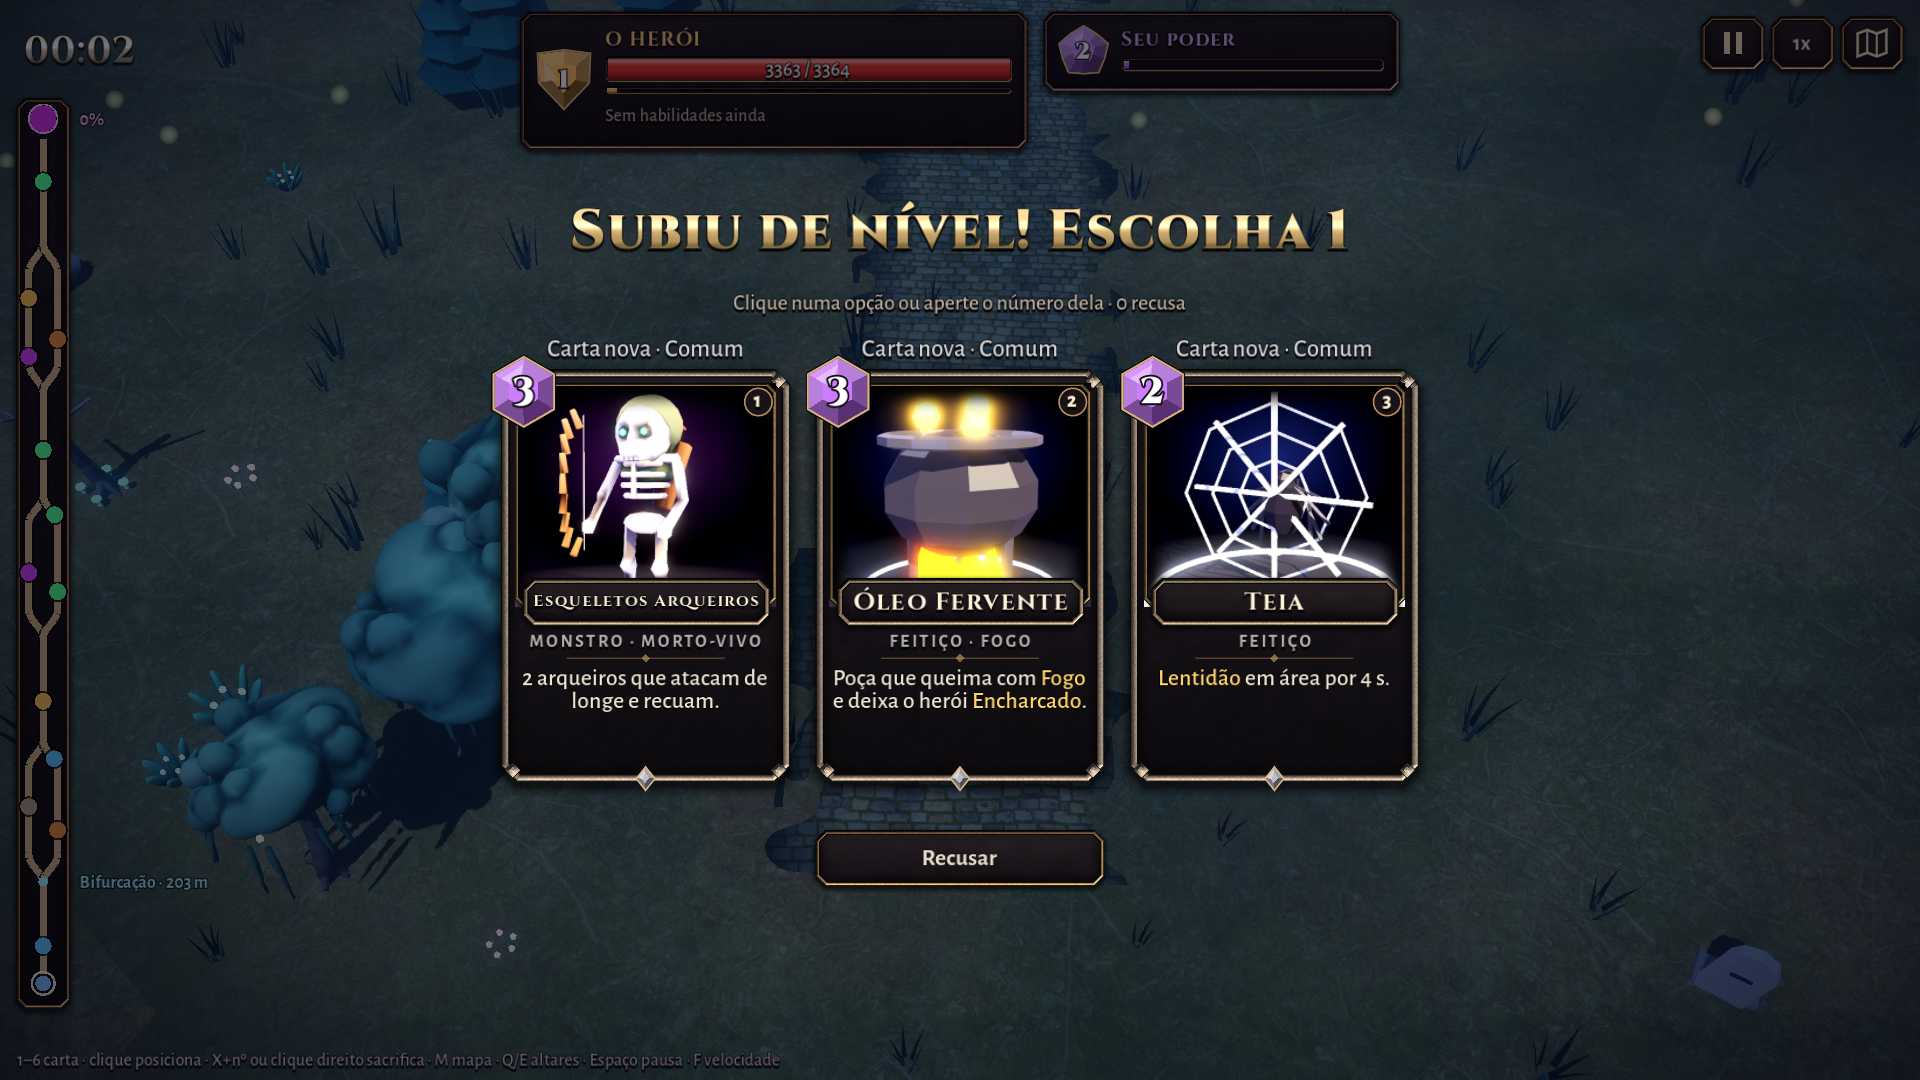 00:02
O HERÓI
1
3363 / 3364
Sem habilidades ainda
2
SEU PODER
1x
0%
SUBIU DE NÍVEL! ESCOLHA 1
Clique numa opção ou aperte o número dela · 0 recusa
Carta nova · Comum
3
1
ESQUELETOS ARQUEIROS
MONSTRO · MORTO-VIVO
2 arqueiros que atacam de
longe e recuam.
Carta nova · Comum
3
2
ÓLEO FERVENTE
FEITIÇO · FOGO
Poça que queima com Fogo
e deixa o herói Encharcado.
Carta nova · Comum
2
3
TEIA
FEITIÇO
Lentidão em área por 4 s.
Recusar
Bifurcação · 203 m
1–6 carta · clique posiciona · X+nº ou clique direito sacrifica · M mapa · Q/E altares · Espaço pausa · F velocidade